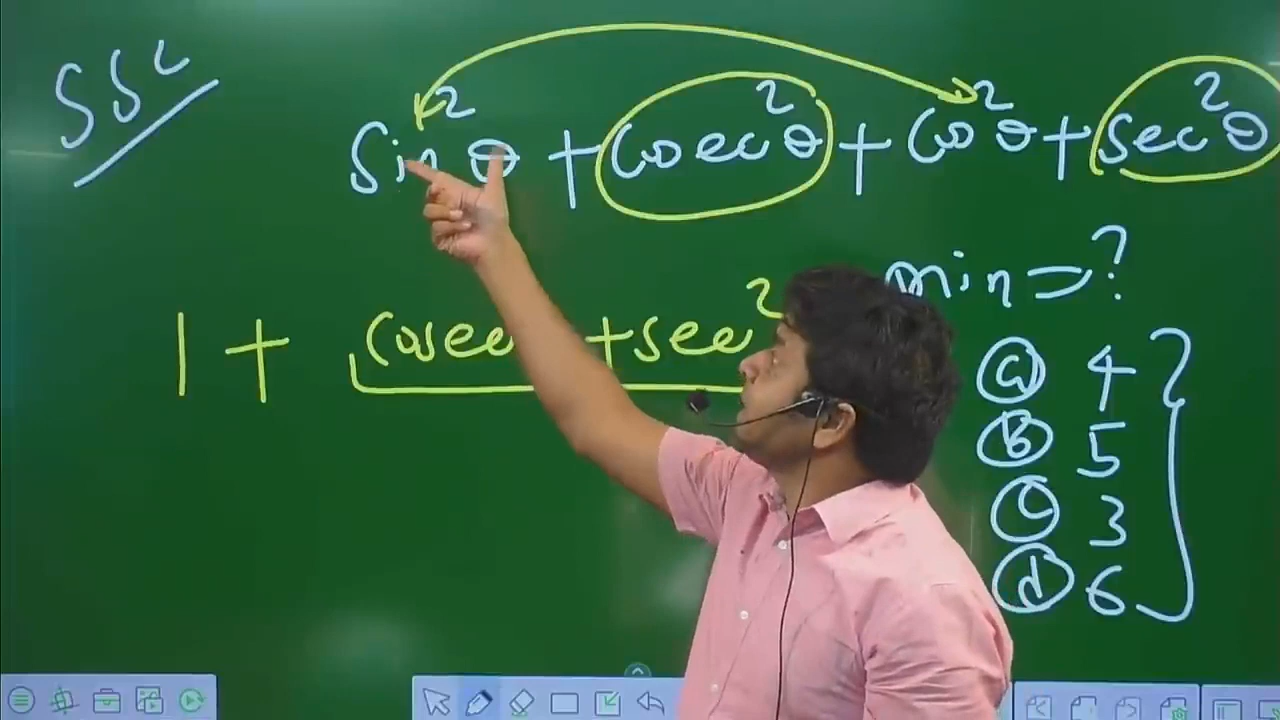 SSC
sin²θ + cosec²θ + cos²θ + sec²θ
min = ?
1 + cosec + sec²
(a) 4
(b) 5
(c) 3
(d) 6